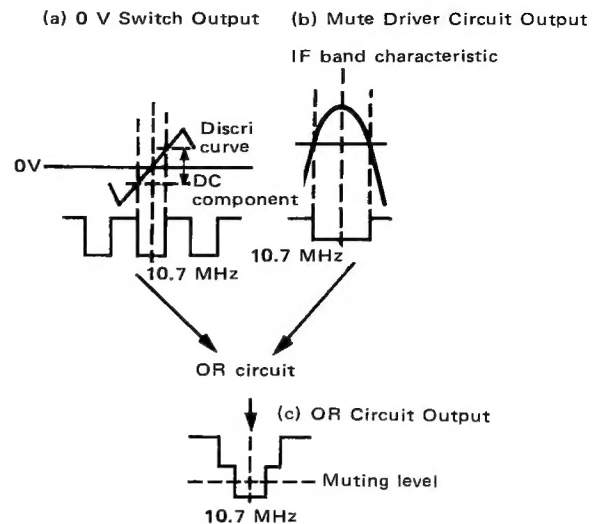 (a) 0 V Switch Output
(b) Mute Driver Circuit Output
IF band characteristic
Discri
curve
0V
DC
component
10.7 MHz
10.7 MHz
OR circuit
(c) OR Circuit Output
Muting level
10.7 MHz